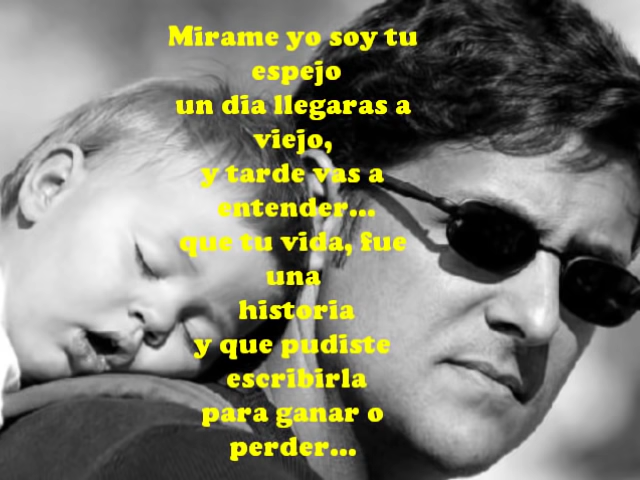 Mirame yo soy tu
espejo
un dia llegaras a
viejo,
y tarde vas a
entender...
que tu vida, fue
una
historia
y que pudiste
escribirla
para ganar o
perder...